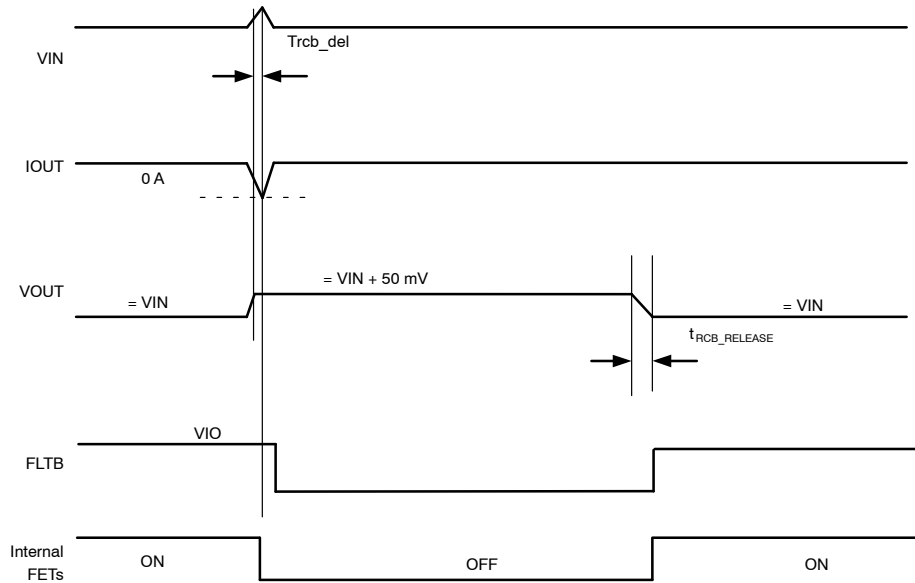 VIN
Trcb_del
IOUT
0 A
VOUT
= VIN
= VIN + 50 mV
= VIN
tRCB_RELEASE
VIO
FLTB
Internal
FETs
ON
OFF
ON